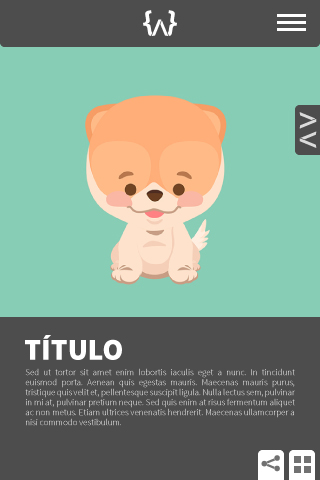 {W}
TÍTULO
Sed ut tortor sit amet enim lobortis iaculis eget a nunc. In tincidunt
euismod porta. Aenean quis egestas mauris. Maecenas mauris purus,
tristique quis velit et, pellentesque suscipit ligula. Nulla lectus sem, pulvinar
in mi at, pulvinar pretium neque. Sed quis enim at risus fermentum aliquet
ac non metus. Etiam ultrices venenatis hendrerit. Maecenas ullamcorper a
nisi commodo vestibulum.